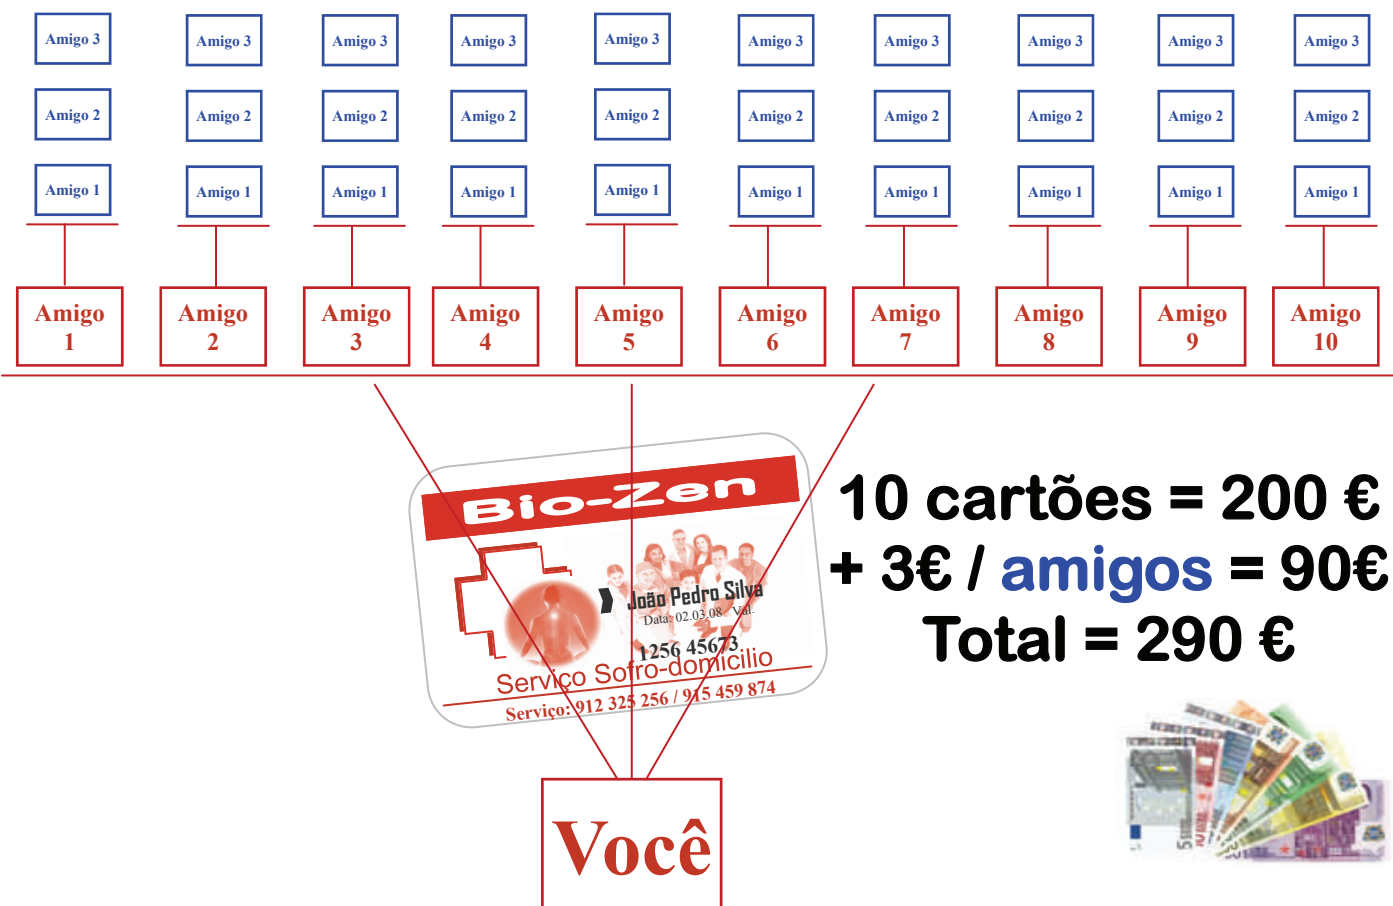 Amigo 3 Amigo 3 Amigo 3 Amigo 3 Amigo 3 Amigo 3 Amigo 3 Amigo 3 Amigo 3 Amigo 3
Amigo 2 Amigo 2 Amigo 2 Amigo 2 Amigo 2 Amigo 2 Amigo 2 Amigo 2 Amigo 2 Amigo 2
Amigo 1 Amigo 1 Amigo 1 Amigo 1 Amigo 1 Amigo 1 Amigo 1 Amigo 1 Amigo 1 Amigo 1
Amigo 1
Amigo 2
Amigo 3
Amigo 4
Amigo 5
Amigo 6
Amigo 7
Amigo 8
Amigo 9
Amigo 10
Bio-Zen
João Pedro Silva
Data: 02.03.08 Val.
1256 45673
Serviço Sofro-domicilio
Serviço: 912 325 256 / 915 459 874
10 cartões = 200 €
+ 3€ / amigos = 90€
Total = 290 €
Você